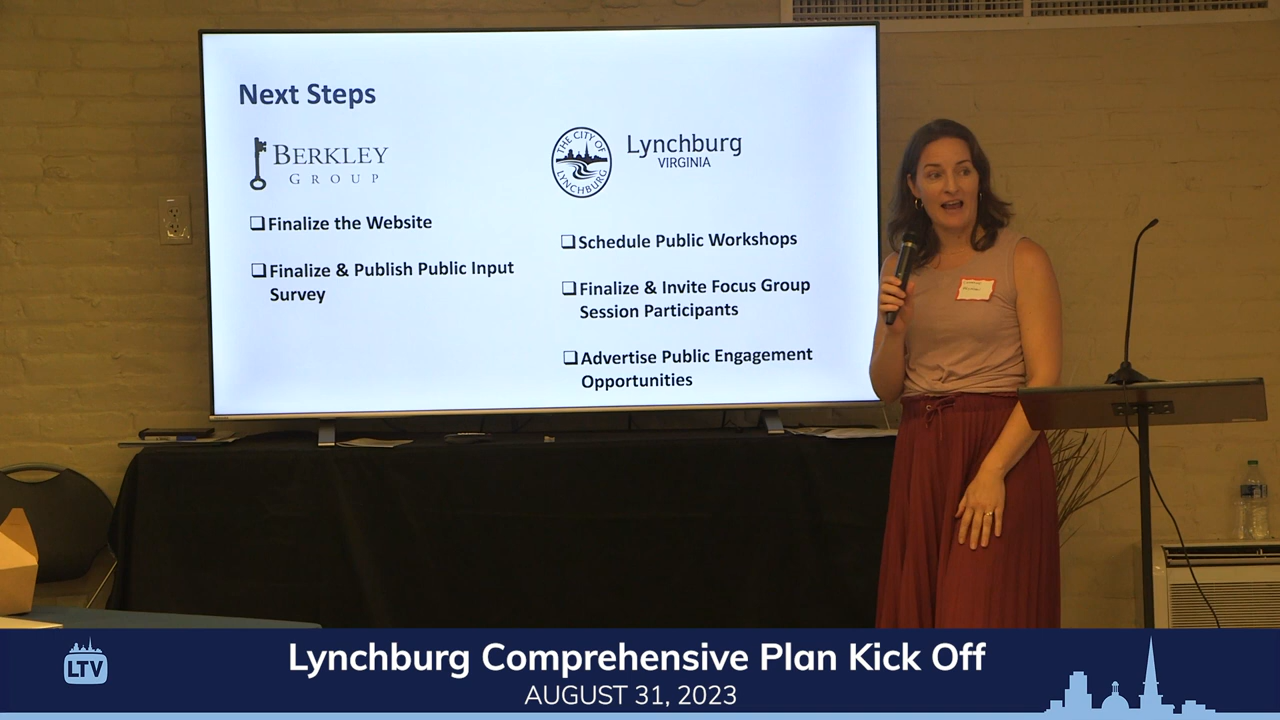 Next Steps
BERKLEY
GROUP
❑ Finalize the Website
❑ Finalize & Publish Public Input
Survey
THE CITY OF
LYNCHBURG
Lynchburg
VIRGINIA
❑ Schedule Public Workshops
❑ Finalize & Invite Focus Group
Session Participants
❑ Advertise Public Engagement
Opportunities
LTV
Lynchburg Comprehensive Plan Kick Off
AUGUST 31, 2023